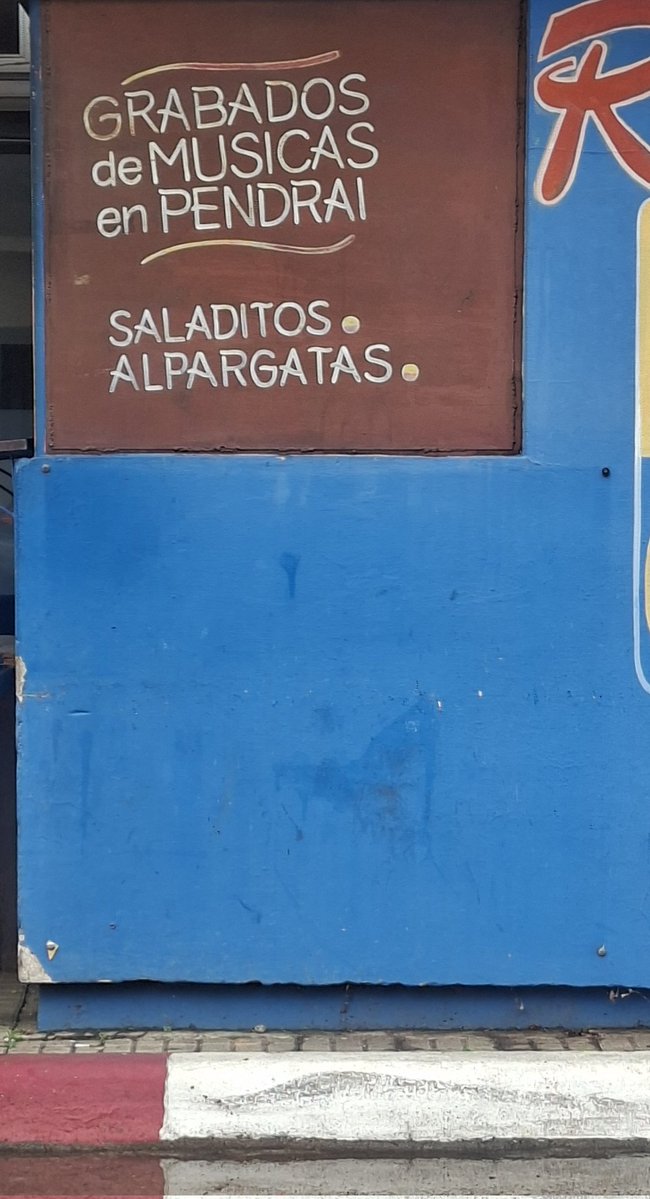 GRABADOS
de MUSICAS
en PENDRAI
SALADITOS.
ALPARGATAS.
R